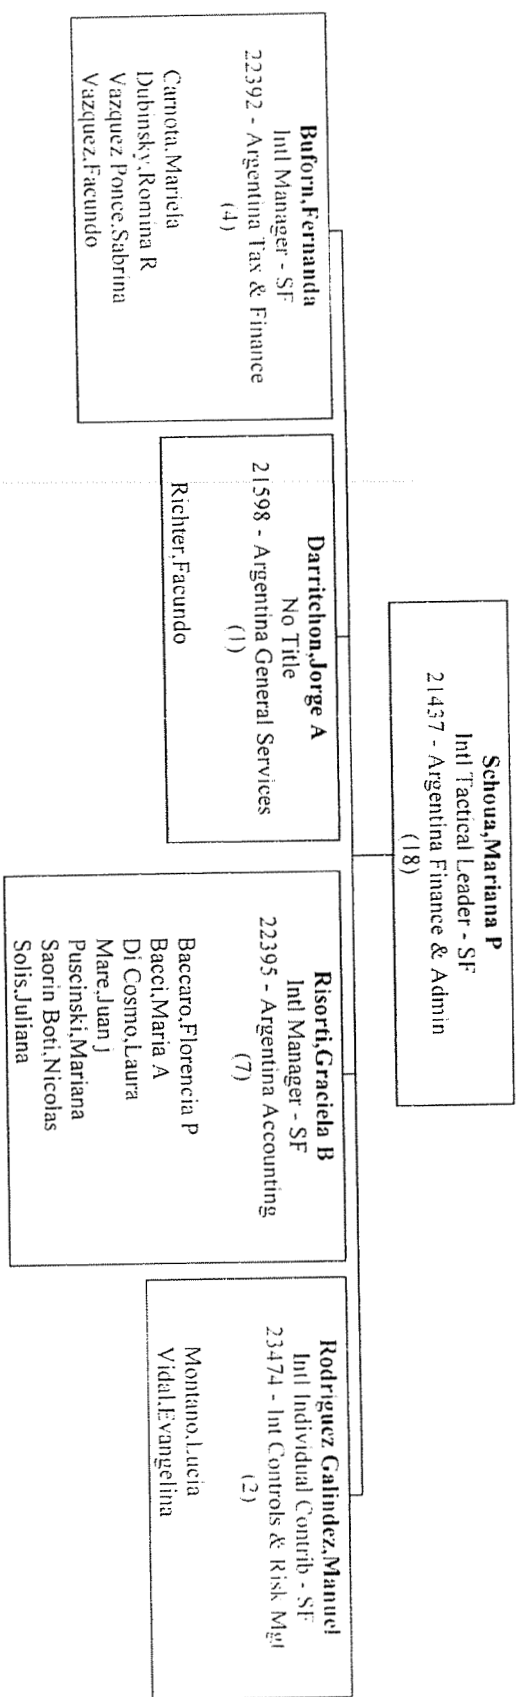 Schoua,Mariana P
Intl Tactical Leader - SF
21437 - Argentina Finance & Admin
(18)
Buforn,Fernanda
Intl Manager - SF
22392 - Argentina Tax & Finance
(4)
Carnota,Mariela
Dubinsky,Romina R
Vazquez Ponce,Sabrina
Vazquez,Facundo
Darritchon,Jorge A
No Title
21598 - Argentina General Services
(1)
Richter,Facundo
Risorti,Graciela B
Intl Manager - SF
22395 - Argentina Accounting
(7)
Baccaro,Florencia P
Bacci,Maria A
Di Cosmo,Laura
Mare,Juan J
Puscinski,Mariana
Saorin Boti,Nicolas
Solis,Juliana
Rodriguez Galindez,Manuel
Intl Individual Contrib - SF
23474 - Int Controls & Risk Mgt
(2)
Montano,Lucia
Vidal,Evangelina